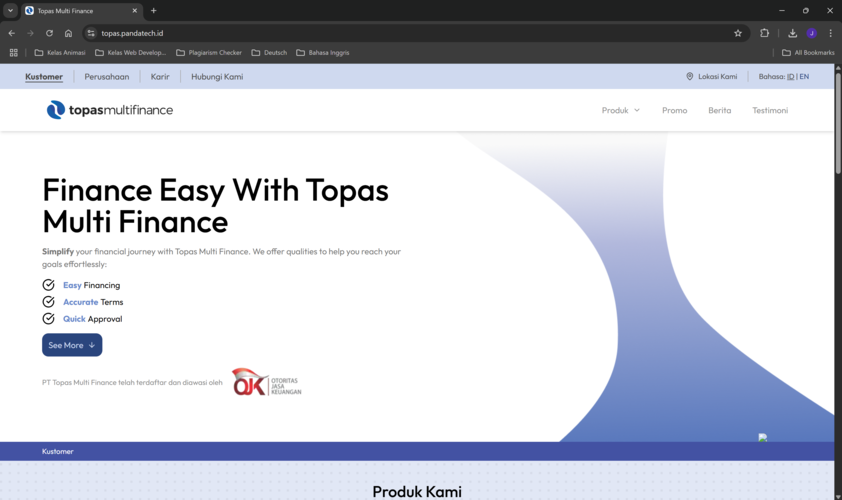 Topas Multi Finance
topas.pandatech.id
Kelas Animasi
Kelas Web Develop...
Plagiarism Checker
Deutsch
Bahasa Inggris
All Bookmarks
Kustomer
Perusahaan
Karir
Hubungi Kami
Lokasi Kami
Bahasa: ID | EN
topasmultifinance
Produk
Promo
Berita
Testimoni
Finance Easy With Topas
Multi Finance
Simplify your financial journey with Topas Multi Finance. We offer qualities to help you reach your
goals effortlessly:
Easy Financing
Accurate Terms
Quick Approval
See More
PT Topas Multi Finance telah terdaftar dan diawasi oleh
OJK
OTORITAS
JASA
KEUANGAN
Kustomer
Produk Kami